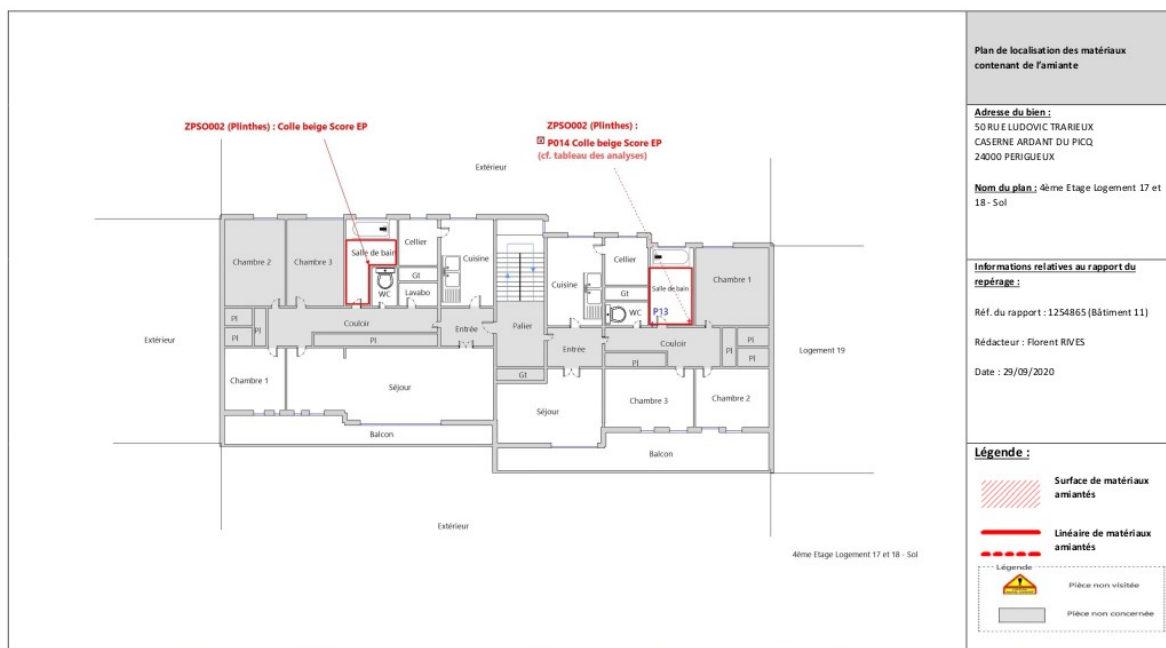 Plan de localisation des matériaux
contenant de l'amiante
Adresse du bien :
50 RUE LUDOVIC TRARIEUX
CASERNE ARDANT DU PICQ
24000 PERIGUEUX
Nom du plan : 4ème Etage Logement 17 et
18 - Sol
Informations relatives au rapport du
repérage :
Réf. du rapport : 1254865 (Bâtiment 11)
Rédacteur : Florent RIVES
Date : 29/09/2020
Légende :
Surface de matériaux
amiantés
Linéaire de matériaux
amiantés
Légende
Pièce non visitée
Pièce non concernée
ZPSO002 (Plinthes) : Colle beige Score EP
ZPSO002 (Plinthes) :
P014 Colle beige Score EP
(cf. tableau des analyses)
Extérieur
Chambre 2
Chambre 3
Salle de bain
Cellier
Cuisine
Gt
WC
Lavabo
Cuisine
Cellier
Gt
WC
Salle de bain
P13
Chambre 1
Pl
Pl
Pl
Couloir
Pl
Entrée
Palier
Gt
Entrée
Couloir
Pl
Pl
Pl
Pl
Extérieur
Logement 19
Chambre 1
Séjour
Séjour
Chambre 3
Chambre 2
Balcon
Balcon
Extérieur
4ème Etage Logement 17 et 18 - Sol